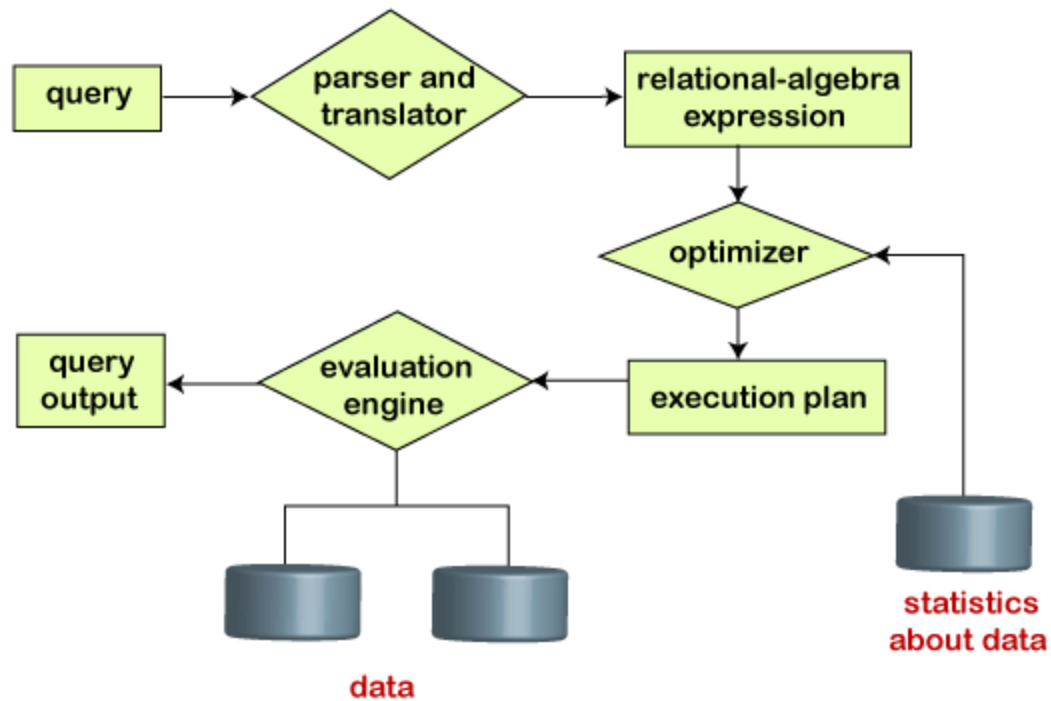 query
parser and
translator
relational-algebra
expression
optimizer
query
output
evaluation
engine
execution plan
statistics
about data
data